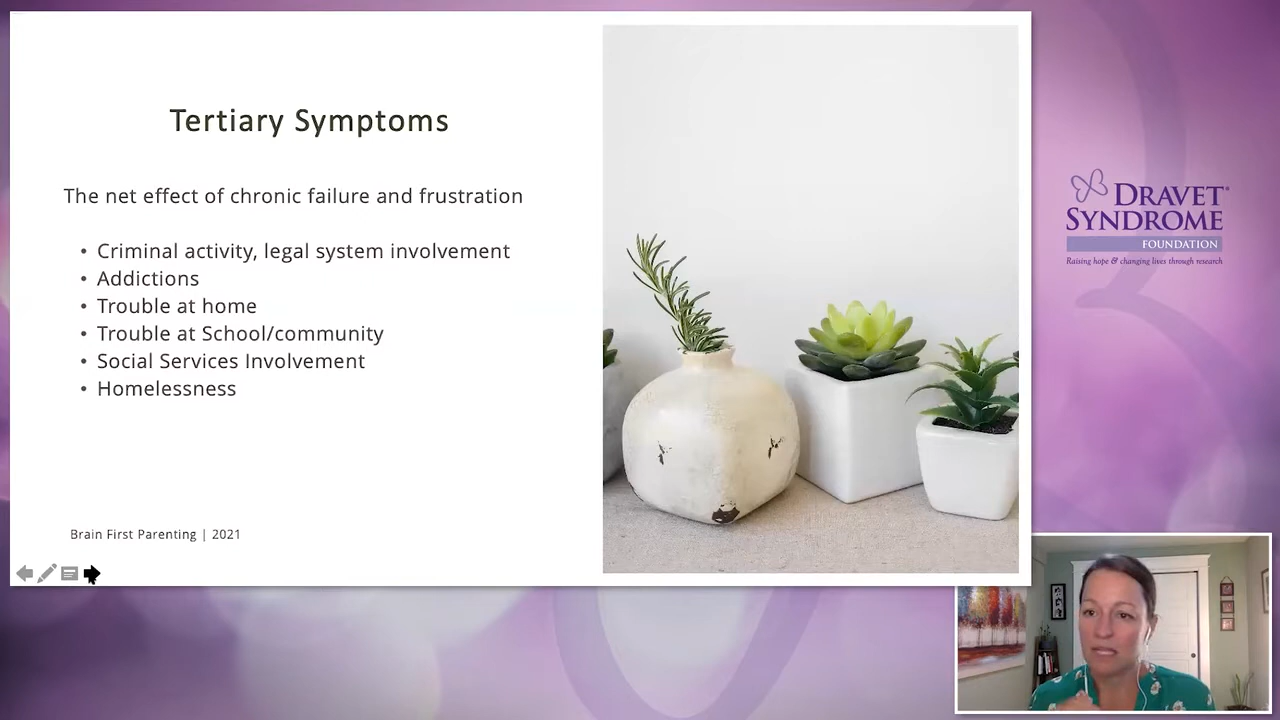 Tertiary Symptoms
The net effect of chronic failure and frustration
• Criminal activity, legal system involvement
• Addictions
• Trouble at home
• Trouble at School/community
• Social Services Involvement
• Homelessness
Brain First Parenting | 2021
DRAVET®
SYNDROME
FOUNDATION
Raising hope & changing lives through research